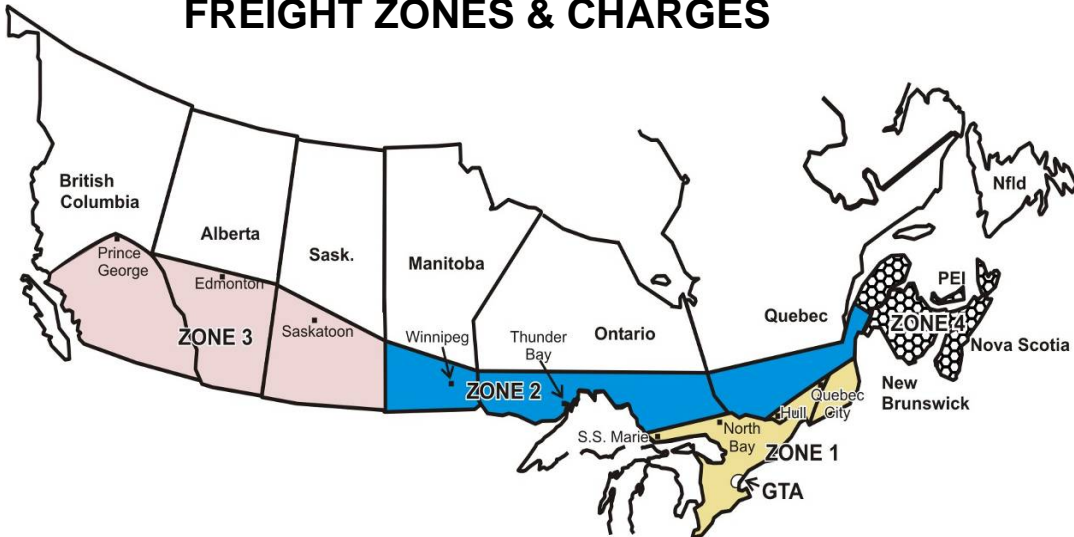 FREIGHT ZONES & CHARGES
British
Columbia
Prince
George
Alberta
Edmonton
Sask.
Saskatoon
ZONE 3
Manitoba
Winnipeg
Thunder
Bay
ZONE 2
Ontario
S.S. Marie
North
Bay
Hull
Quebec
City
ZONE 1
GTA
Quebec
Nfld
PEI
ZONE 4
Nova Scotia
New
Brunswick